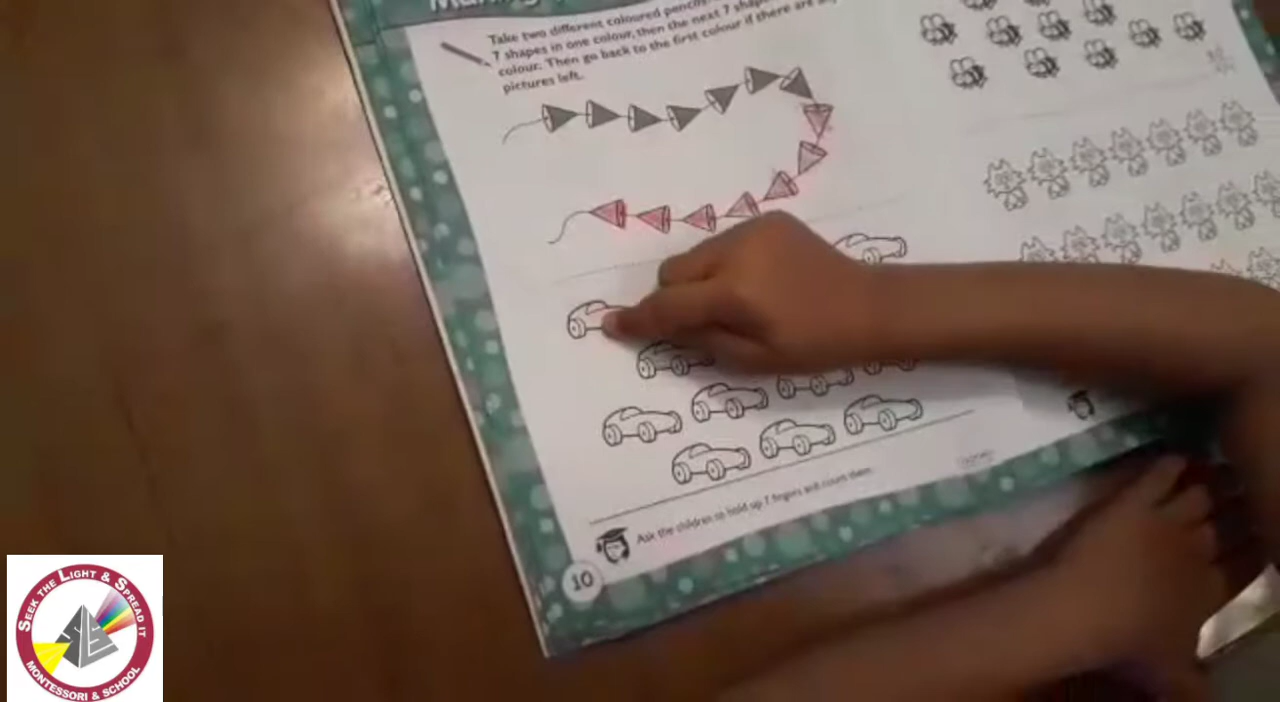 Take two different coloured pencils
7 shapes in one colour, then the next 7
colour. Then go back to the first colour if there are
pictures left.
Ask the children to hold up 7 fingers and count them.
10
SEEK THE LIGHT & SPREAD IT
MONTESSORI & SCHOOL